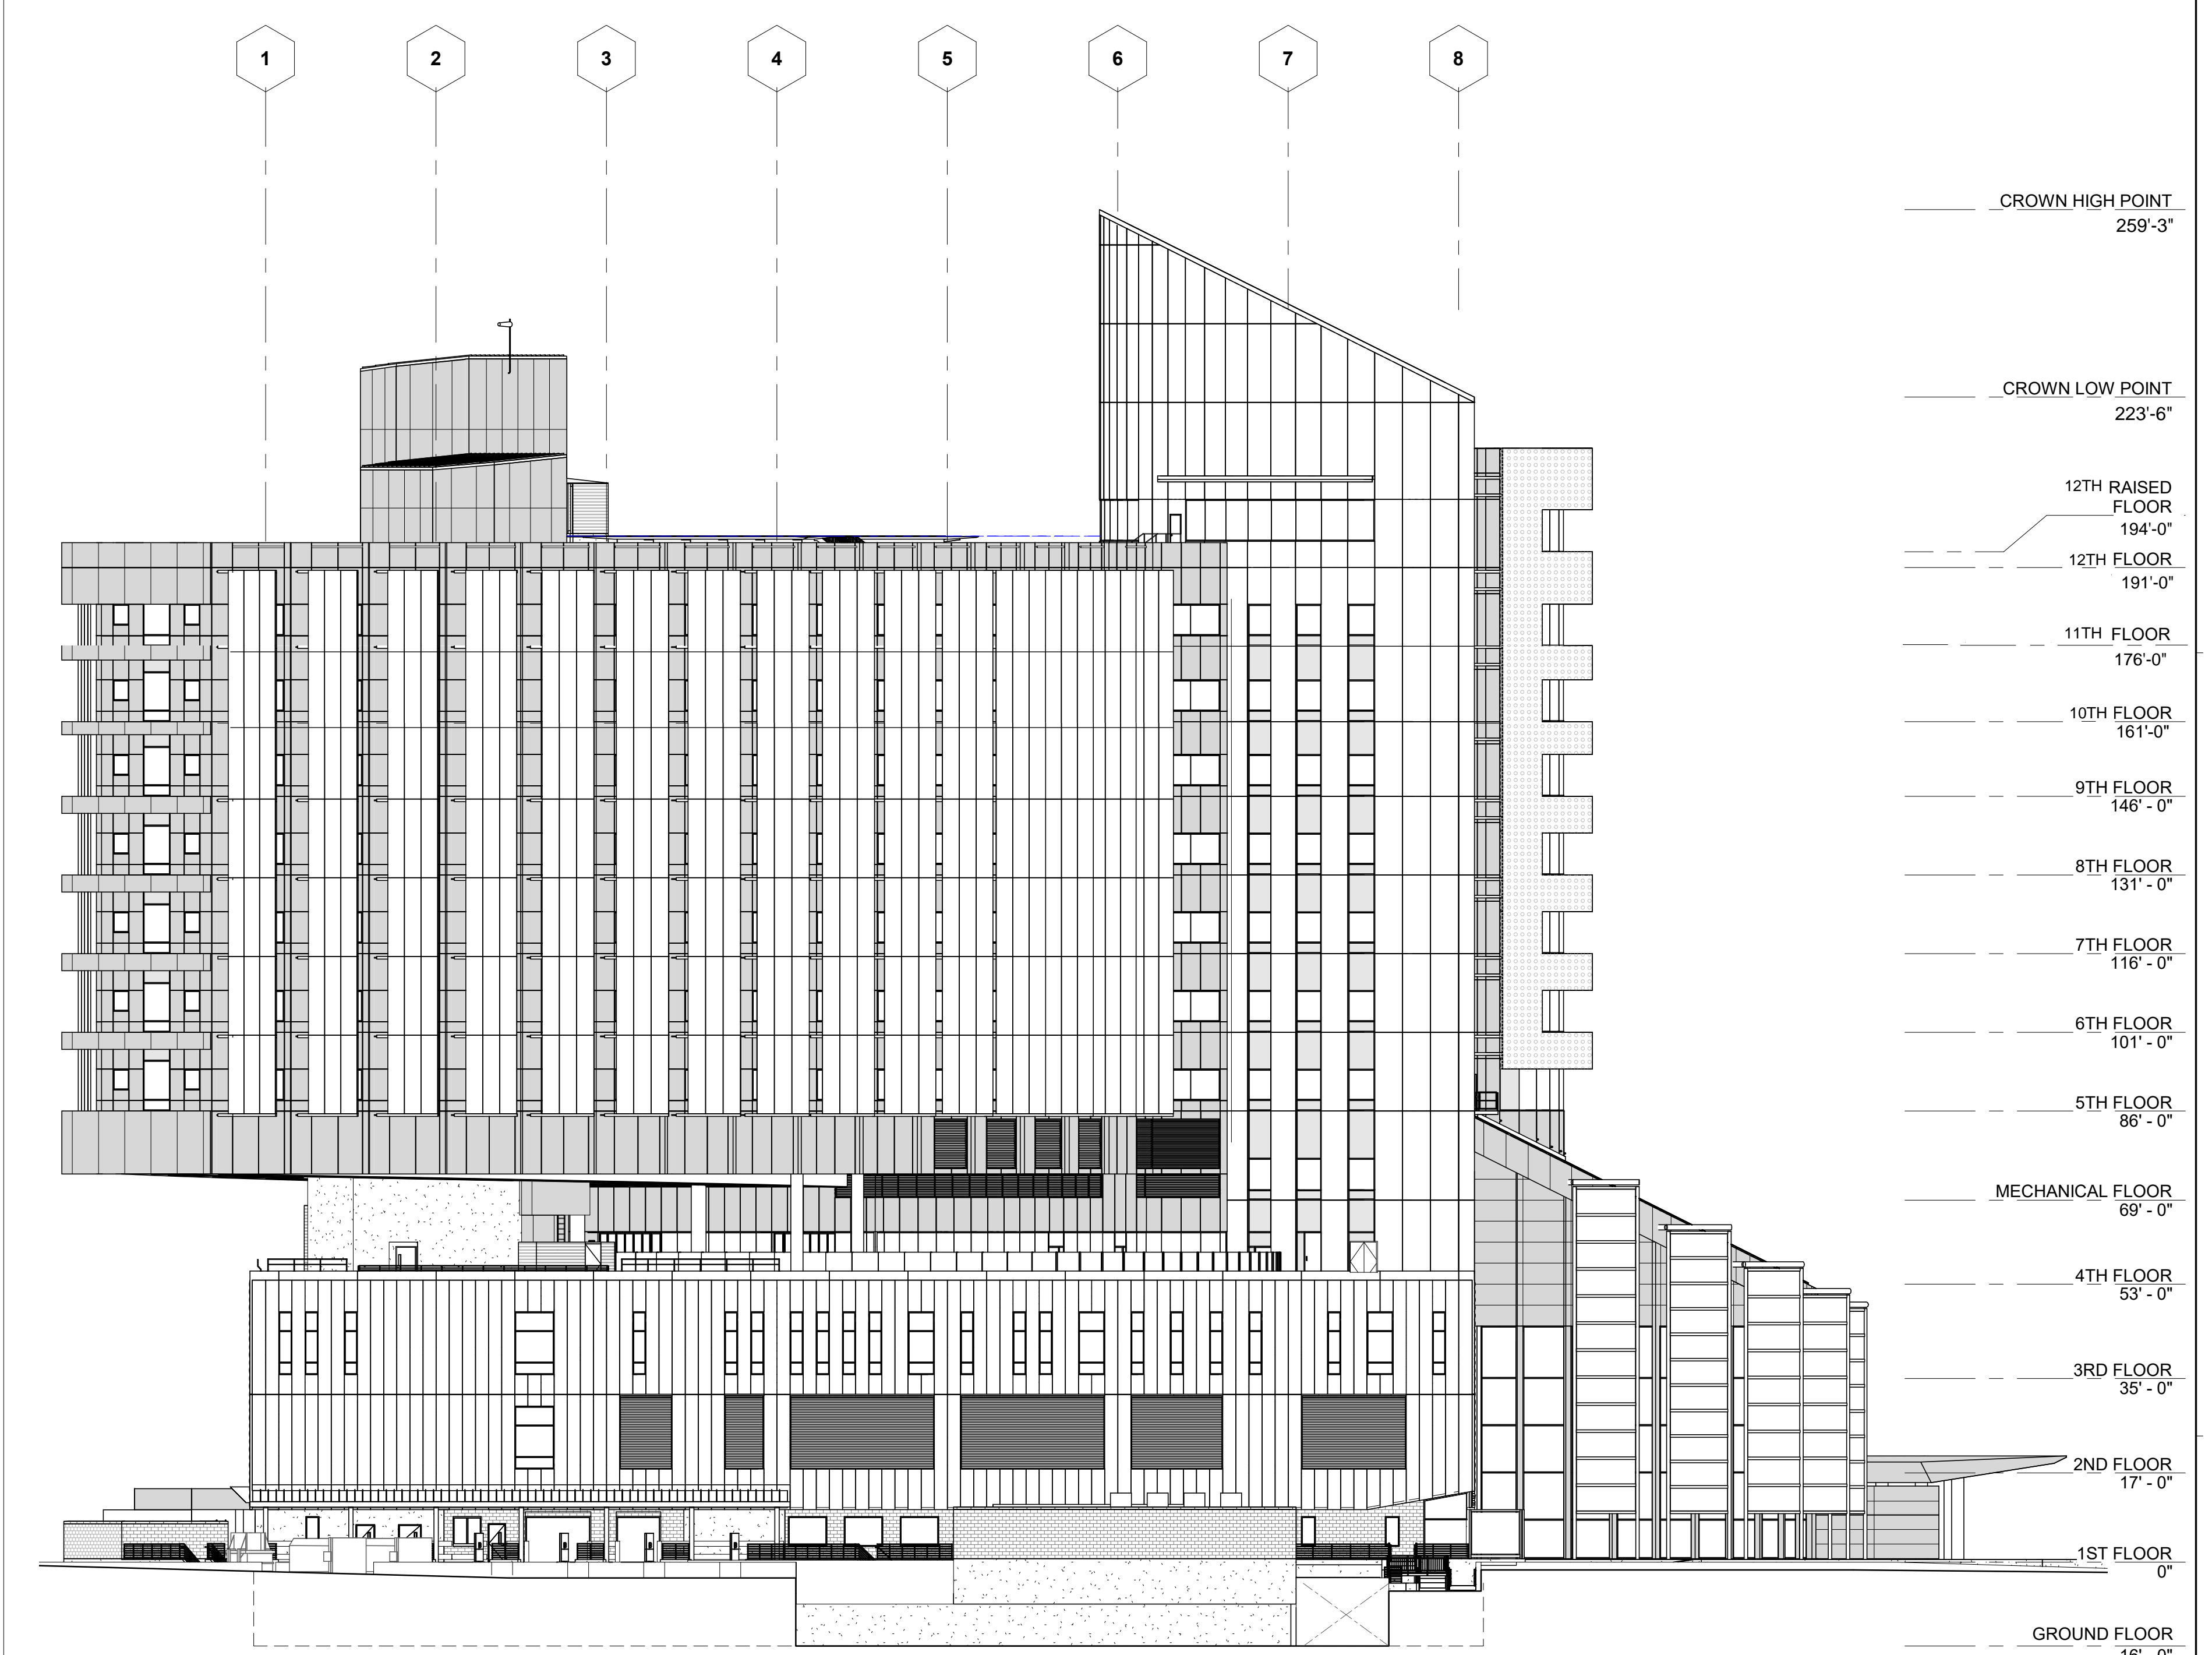 1 2 3 4 5 6 7 8
CROWN HIGH POINT
259'-3"
CROWN LOW POINT
223'-6"
12TH RAISED
FLOOR
194'-0"
12TH FLOOR
191'-0"
11TH FLOOR
176'-0"
10TH FLOOR
161'-0"
9TH FLOOR
146' - 0"
8TH FLOOR
131' - 0"
7TH FLOOR
116' - 0"
6TH FLOOR
101' - 0"
5TH FLOOR
86' - 0"
MECHANICAL FLOOR
69' - 0"
4TH FLOOR
53' - 0"
3RD FLOOR
35' - 0"
2ND FLOOR
17' - 0"
1ST FLOOR
0"
GROUND FLOOR